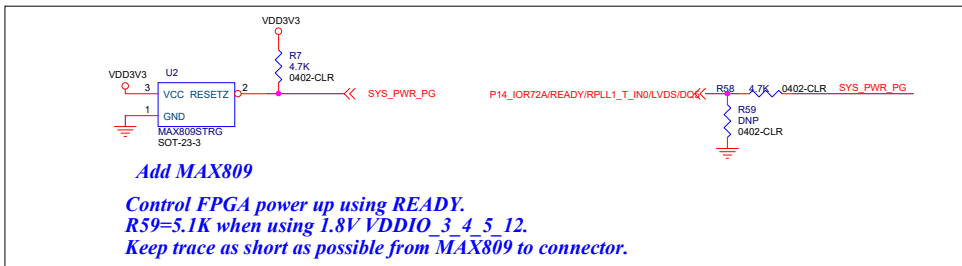 VDD3V3
R7
4.7K
0402-CLR
U2
VDD3V3
3
VCC RESETZ
2
SYS_PWR_PG
1
GND
MAX809STRG
SOT-23-3
P14_IOR72A/READY/RPLL1_T_IN0/LVDS/DQ5
R58 4.7K 0402-CLR SYS_PWR_PG
R59
DNP
0402-CLR
Add MAX809
Control FPGA power up using READY.
R59=5.1K when using 1.8V VDDIO_3_4_5_12.
Keep trace as short as possible from MAX809 to connector.